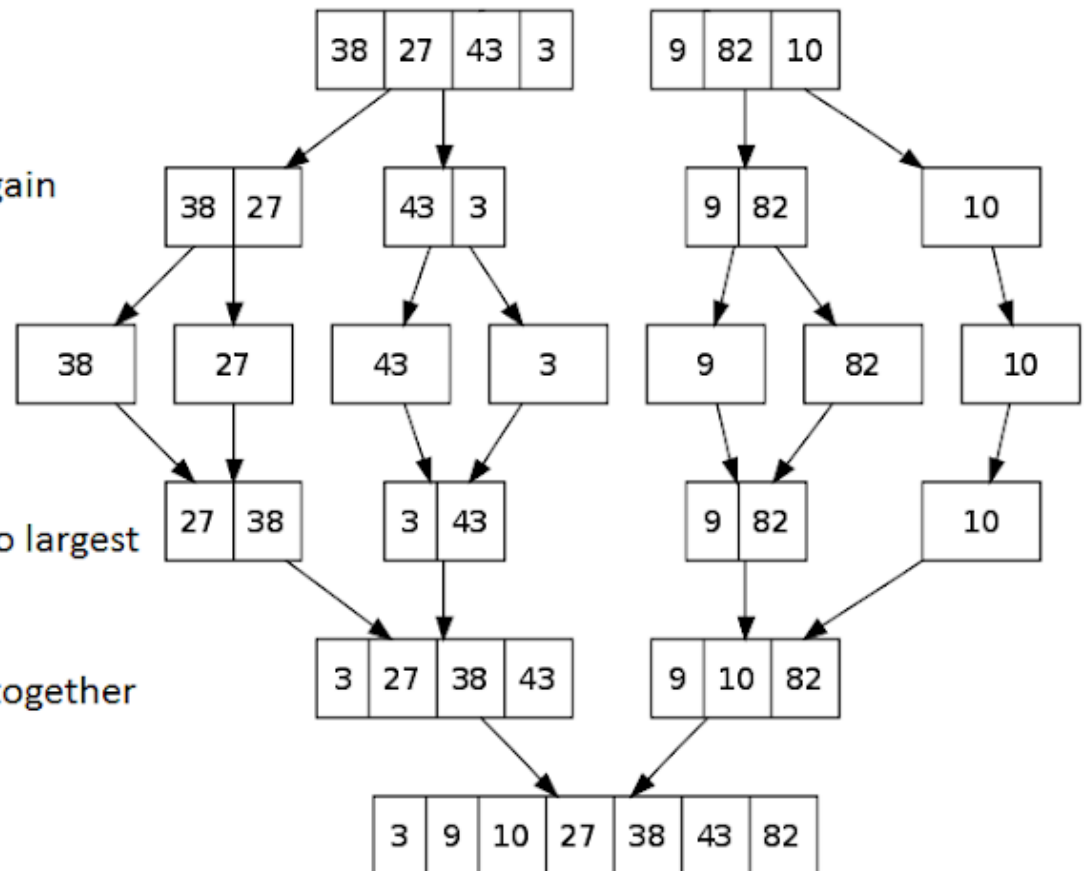 38 27 43 3 9 82 10
gain
38 27 43 3 9 82 10
38 27 43 3 9 82 10
o largest
27 38 3 43 9 82 10
together
3 27 38 43 9 10 82
3 9 10 27 38 43 82